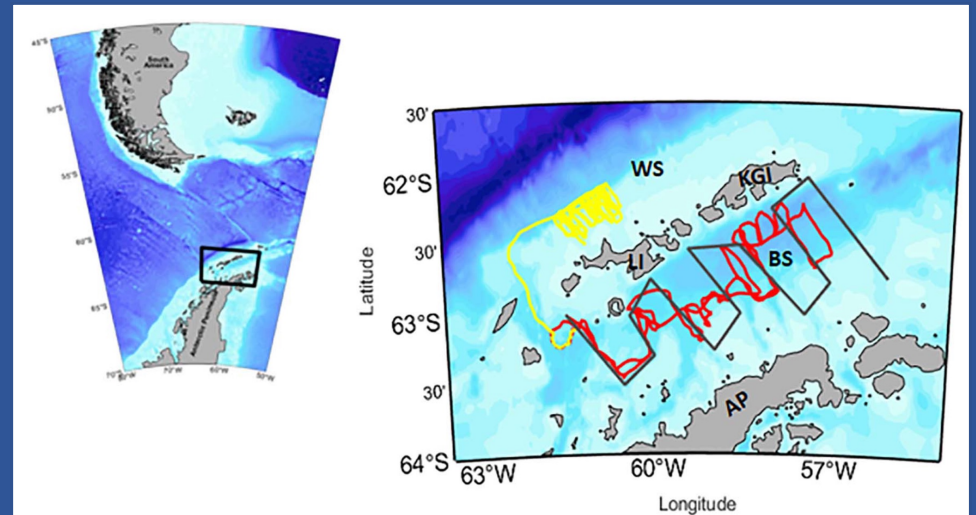 45°S
South
America
50°S
55°S
60°S
65°S
70°S
80°W
70°W
60°W
50°W
Antarctic Peninsula
30'
62°S
30'
63°S
30'
64°S
Latitude
WS
KGI
LI
BS
AP
63°W
60°W
57°W
Longitude